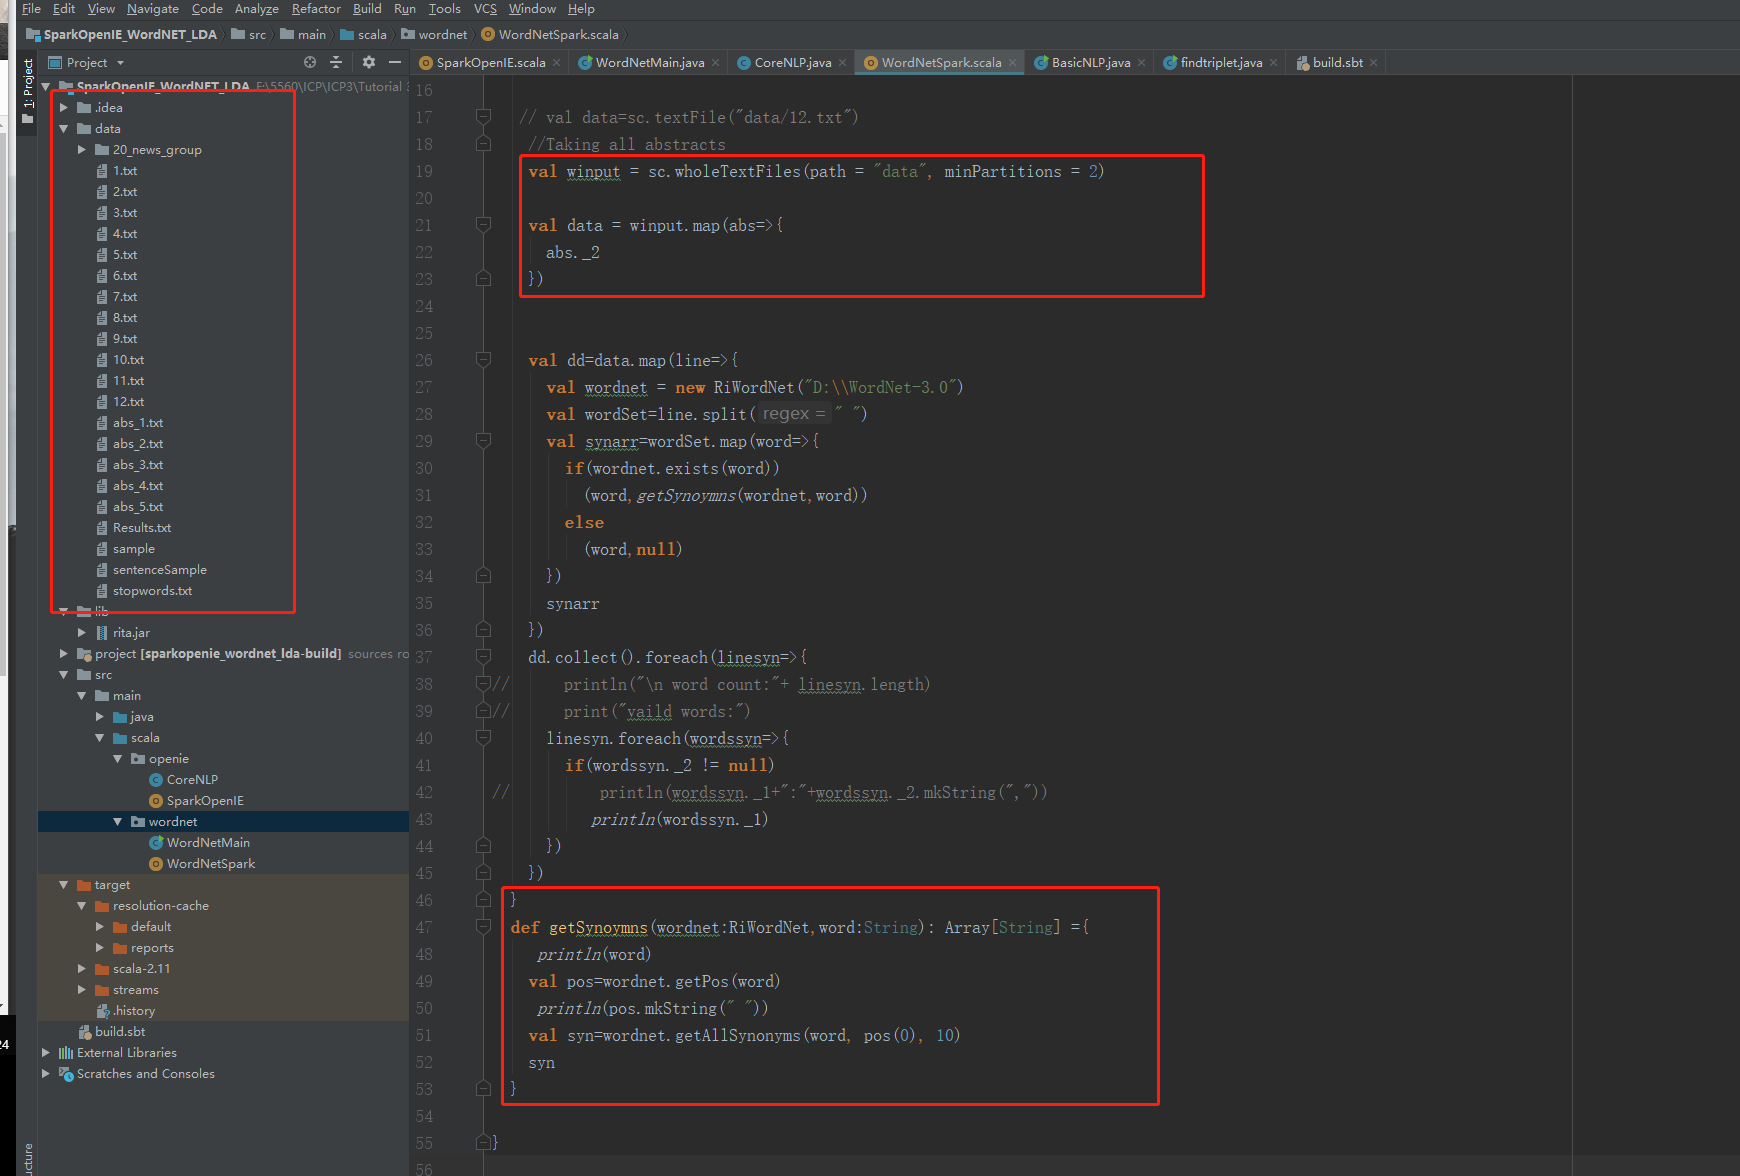 File Edit View Navigate Code Analyze Refactor Build Run Tools VCS Window Help
SparkOpenIE_WordNET_LDA src main scala wordnet WordNetSpark.scala
Project
SparkOpenIE.scala WordNetMain.java CoreNLP.java WordNetSpark.scala BasicNLP.java findtriplet.java build.sbt
1: Project
SparkOpenIE_WordNET_LDA E:\5560\ICP\ICP3\Tutorial
.idea
data
20_news_group
1.txt
2.txt
3.txt
4.txt
5.txt
6.txt
7.txt
8.txt
9.txt
10.txt
11.txt
12.txt
abs_1.txt
abs_2.txt
abs_3.txt
abs_4.txt
abs_5.txt
Results.txt
sample
sentenceSample
stopwords.txt
lib
rita.jar
project [sparkopenie_wordnet_lda-build] sources ro
src
main
java
scala
openie
CoreNLP
SparkOpenIE
wordnet
WordNetMain
WordNetSpark
target
resolution-cache
default
reports
scala-2.11
streams
.history
build.sbt
External Libraries
Scratches and Consoles
24
ucture
16
17 // val data=sc.textFile("data/12.txt")
18 //Taking all abstracts
19 val winput = sc.wholeTextFiles(path = "data", minPartitions = 2)
20
21 val data = winput.map(abs=>{
22 abs._2
23 })
24
25
26 val dd=data.map(line=>{
27 val wordnet = new RiWordNet("D:\\WordNet-3.0")
28 val wordSet=line.split( regex = " ")
29 val synarr=wordSet.map(word=>{
30 if(wordnet.exists(word))
31 (word,getSynoymns(wordnet,word))
32 else
33 (word,null)
34 })
35 synarr
36 })
37 dd.collect().foreach(linesyn=>{
38 // println("\n word count:"+ linesyn.length)
39 // print("vaild words:")
40 linesyn.foreach(wordssyn=>{
41 if(wordssyn._2 != null)
42 // println(wordssyn._1+":"+wordssyn._2.mkString(","))
43 println(wordssyn._1)
44 })
45 })
46 }
47 def getSynoymns(wordnet:RiWordNet,word:String): Array[String] ={
48 println(word)
49 val pos=wordnet.getPos(word)
50 println(pos.mkString(" "))
51 val syn=wordnet.getAllSynonyms(word, pos(0), 10)
52 syn
53 }
54
55 }
56